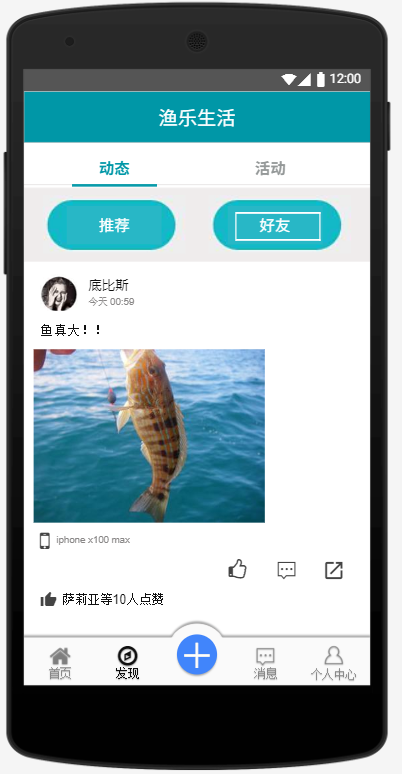 12:00
渔乐生活
动态 活动
推荐 好友
底比斯
今天 00:59
鱼真大！！
iphone x100 max
萨莉亚等10人点赞
首页 发现 消息 个人中心